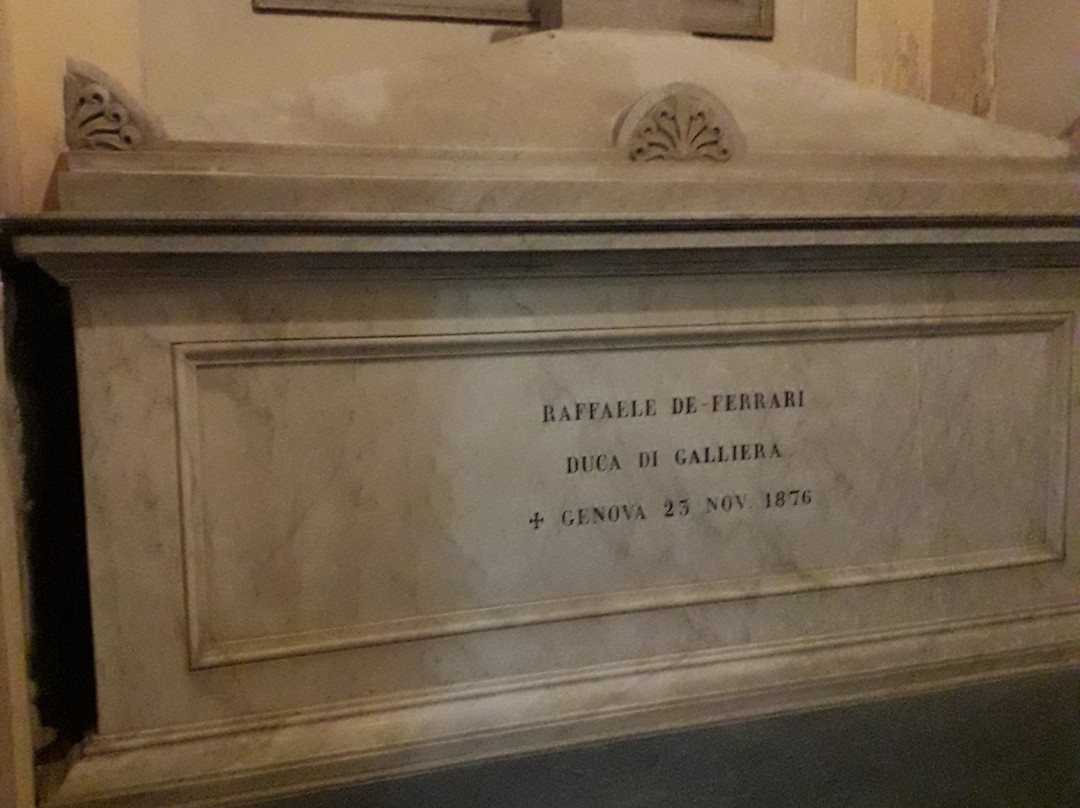 RAFFAELE DE-FERRARI
DUCA DI GALLIERA
✠ GENOVA 23 NOV. 1876